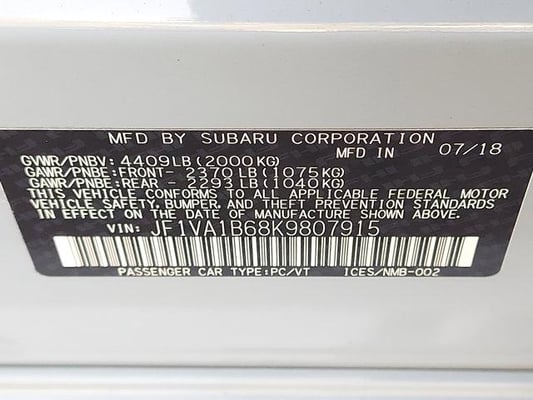 MFD BY SUBARU CORPORATION
GVWR/PNBV: 4409LB(2000KG) MFD IN 07/18
GAWR/PNBE:FRONT- 2370LB(1075KG)
GAWR/PNBE:REAR - 2293LB(1040KG)
THIS VEHICLE CONFORMS TO ALL APPLICABLE FEDERAL MOTOR
VEHICLE SAFETY, BUMPER, AND THEFT PREVENTION STANDARDS
IN EFFECT ON THE DATE OF MANUFACTURE SHOWN ABOVE.
VIN: JF1VA1B68K9807915
PASSENGER CAR TYPE:PC/VT ICES/NMB-002